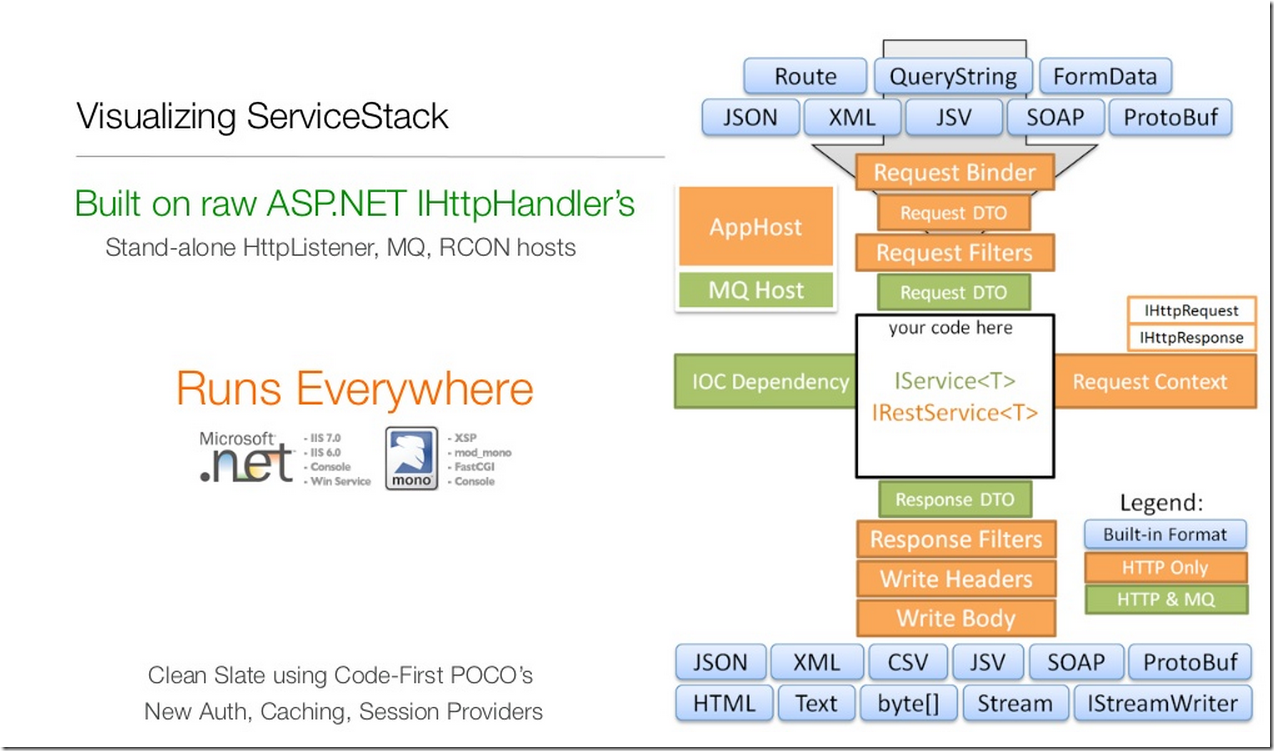 Visualizing ServiceStack
Built on raw ASP.NET IHttpHandler's
Stand-alone HttpListener, MQ, RCON hosts
Runs Everywhere
Microsoft
.net
- IIS 7.0
- IIS 6.0
- Console
- Win Service
mono
- XSP
- mod_mono
- FastCGI
- Console
Clean Slate using Code-First POCO's
New Auth, Caching, Session Providers
Route QueryString FormData
JSON XML JSV SOAP ProtoBuf
Request Binder
Request DTO
Request Filters
Request DTO
AppHost
MQ Host
your code here
IService<T>
IRestService<T>
IOC Dependency
IHttpRequest
IHttpResponse
Request Context
Response DTO
Response Filters
Write Headers
Write Body
Legend:
Built-in Format
HTTP Only
HTTP & MQ
JSON XML CSV JSV SOAP ProtoBuf
HTML Text byte[] Stream IStreamWriter